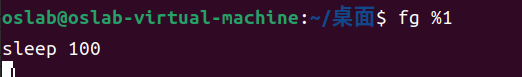 oslab@oslab-virtual-machine:~/桌面$ fg %1
sleep 100